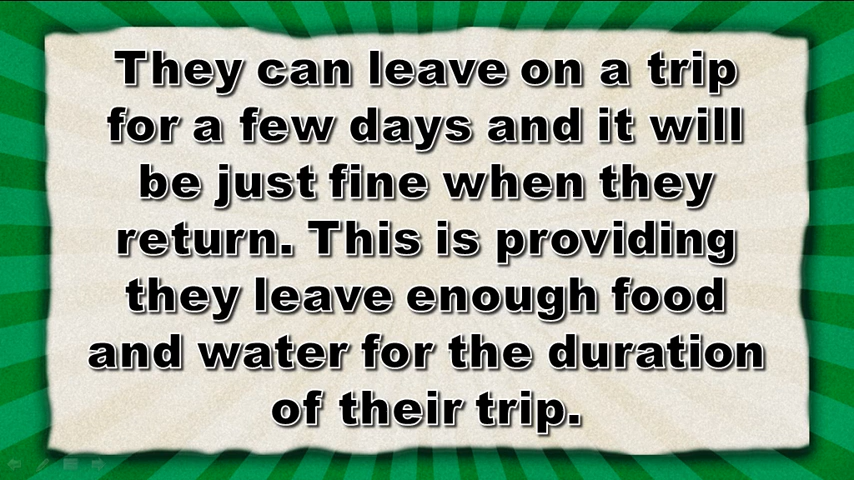 They can leave on a trip
for a few days and it will
be just fine when they
return. This is providing
they leave enough food
and water for the duration
of their trip.